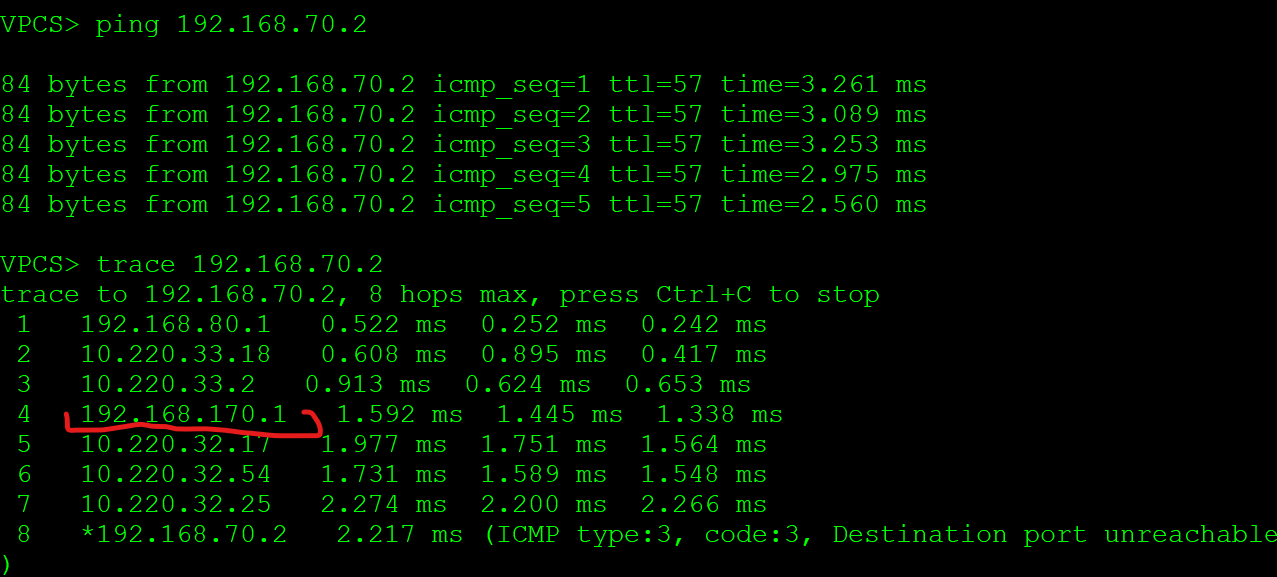 VPCS> ping 192.168.70.2
84 bytes from 192.168.70.2 icmp_seq=1 ttl=57 time=3.261 ms
84 bytes from 192.168.70.2 icmp_seq=2 ttl=57 time=3.089 ms
84 bytes from 192.168.70.2 icmp_seq=3 ttl=57 time=3.253 ms
84 bytes from 192.168.70.2 icmp_seq=4 ttl=57 time=2.975 ms
84 bytes from 192.168.70.2 icmp_seq=5 ttl=57 time=2.560 ms
VPCS> trace 192.168.70.2
trace to 192.168.70.2, 8 hops max, press Ctrl+C to stop
1 192.168.80.1 0.522 ms 0.252 ms 0.242 ms
2 10.220.33.18 0.608 ms 0.895 ms 0.417 ms
3 10.220.33.2 0.913 ms 0.624 ms 0.653 ms
4 192.168.170.1 1.592 ms 1.445 ms 1.338 ms
5 10.220.32.17 1.977 ms 1.751 ms 1.564 ms
6 10.220.32.54 1.731 ms 1.589 ms 1.548 ms
7 10.220.32.25 2.274 ms 2.200 ms 2.266 ms
8 *192.168.70.2 2.217 ms (ICMP type:3, code:3, Destination port unreachable
)